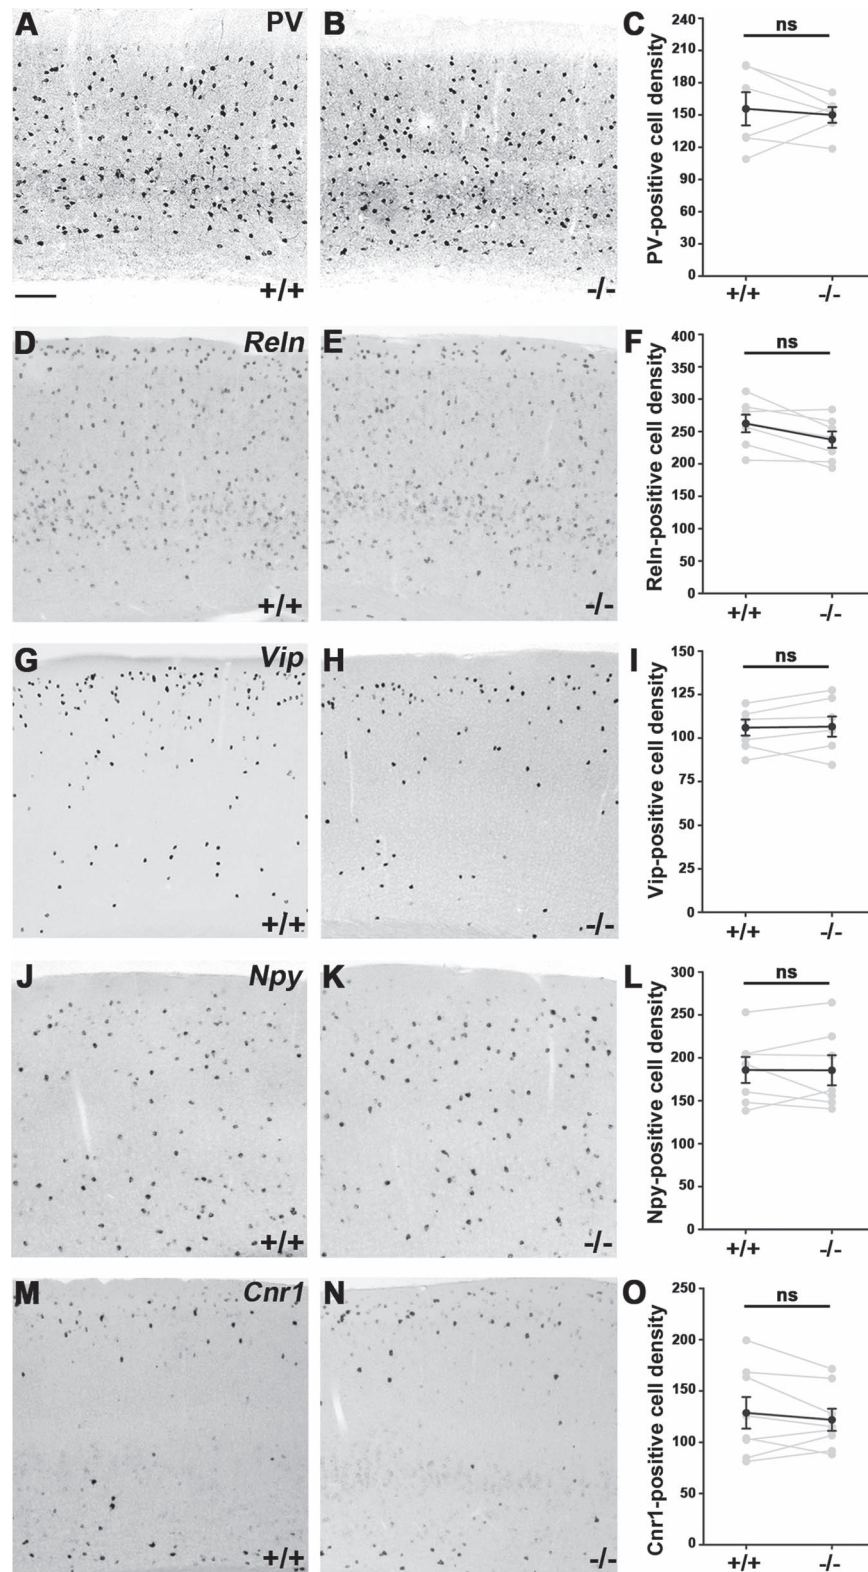 A PV
+/+
B
-/-
C
ns
PV-positive cell density
240
210
180
150
120
90
60
30
0
+/+ -/-
D Reln
+/+
E
-/-
F
ns
Reln-positive cell density
400
350
300
250
200
150
100
50
0
+/+ -/-
G Vip
+/+
H
-/-
I
ns
Vip-positive cell density
150
125
100
75
50
25
0
+/+ -/-
J Npy
+/+
K
-/-
L
ns
Npy-positive cell density
300
250
200
150
100
50
0
+/+ -/-
M Cnr1
+/+
N
-/-
O
ns
Cnr1-positive cell density
250
200
150
100
50
0
+/+ -/-